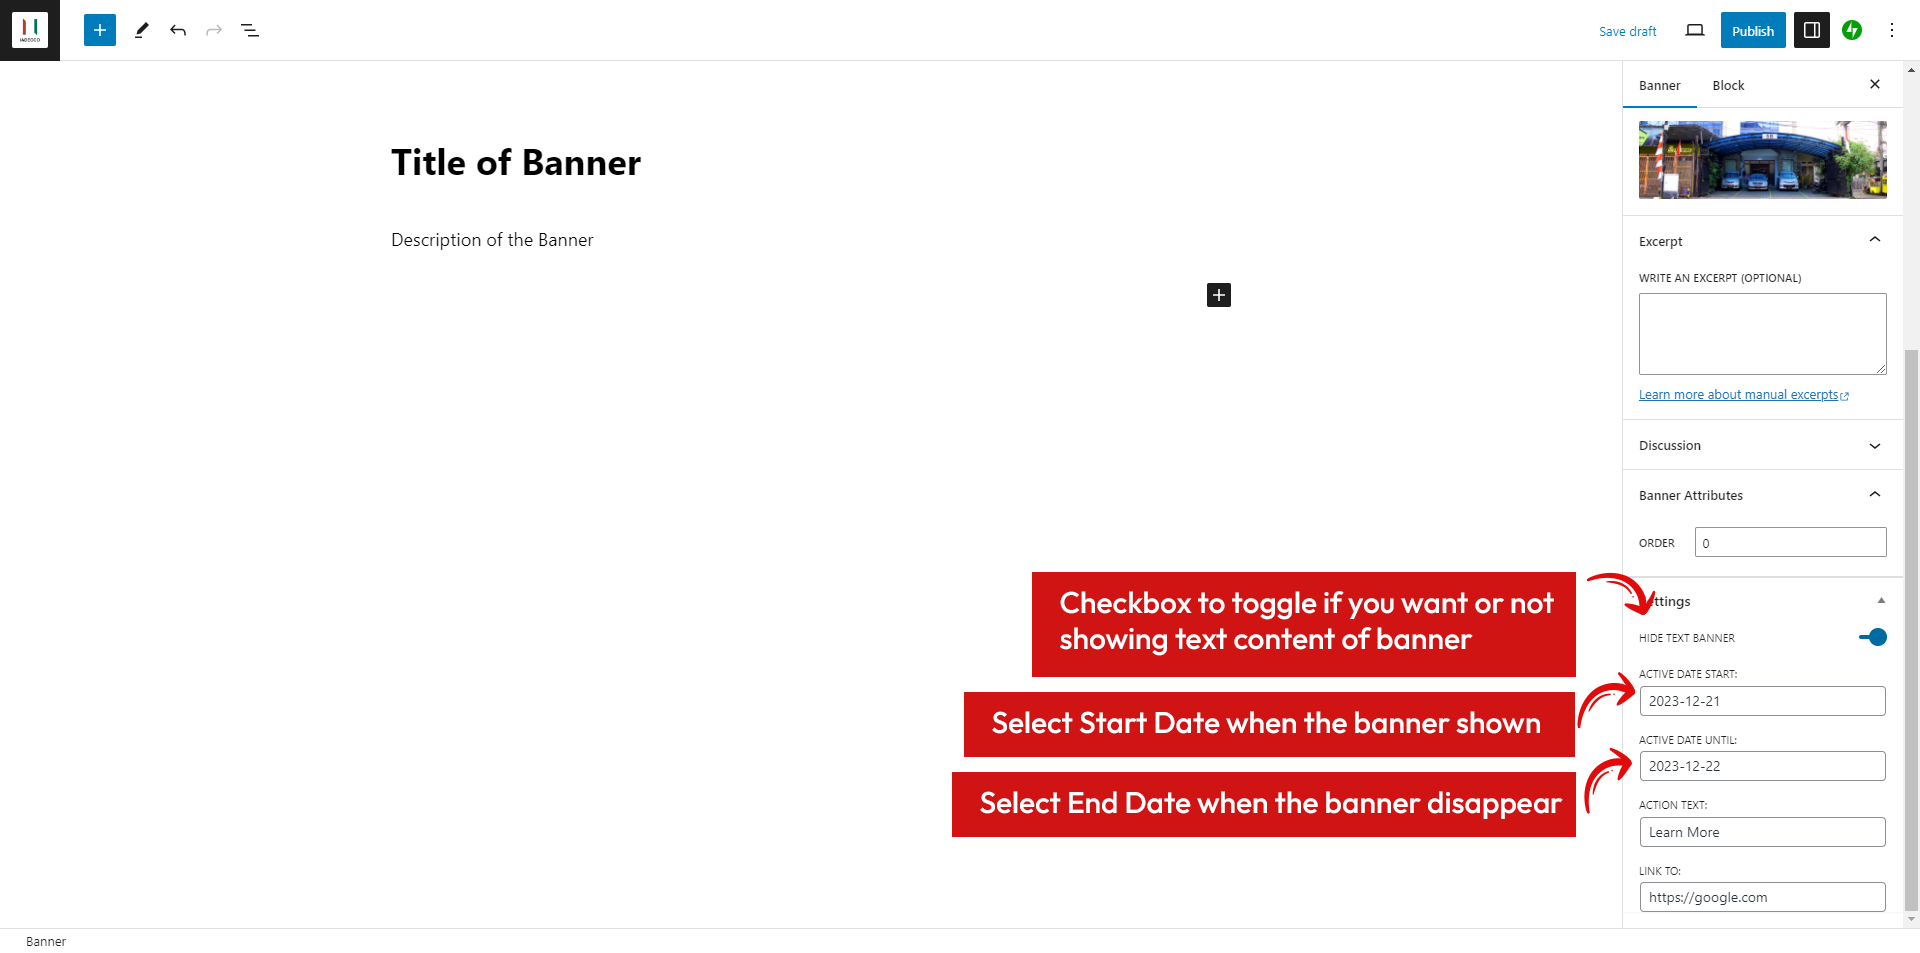 IADEOCO
Save draft
Publish
Banner
Block
Title of Banner
Description of the Banner
Excerpt
WRITE AN EXCERPT (OPTIONAL)
Learn more about manual excerpts
Discussion
Banner Attributes
ORDER
0
Checkbox to toggle if you want or not
showing text content of banner
ttings
HIDE TEXT BANNER
Select Start Date when the banner shown
ACTIVE DATE START:
2023-12-21
Select End Date when the banner disappear
ACTIVE DATE UNTIL:
2023-12-22
ACTION TEXT:
Learn More
LINK TO:
https://google.com
Banner